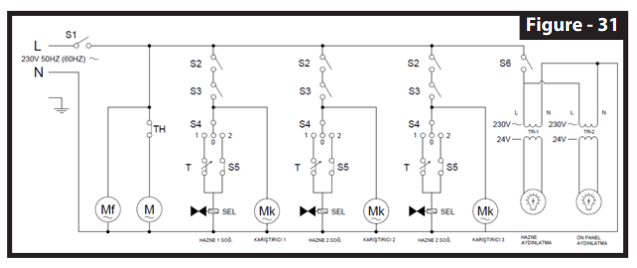 Figure - 31
S1
L
230V 50HZ (60HZ) ~
N
S2 S2 S2 S6
S3 S3 S3
L N L N
S4 S4 S4
TH
1 0 2 1 0 2 1 0 2
230V 230V
TR-1 TR-2
24V 24V
T S5 T S5 T S5
Mf M SEL Mk SEL Mk SEL Mk
HAZNE 1 SOĞ. KARIŞTIRICI 1 HAZNE 2 SOĞ. KARIŞTIRICI 2 HAZNE 2 SOĞ. KARIŞTIRICI 3 HAZNE ÖN PANEL
AYDINLATMA AYDINLATMA